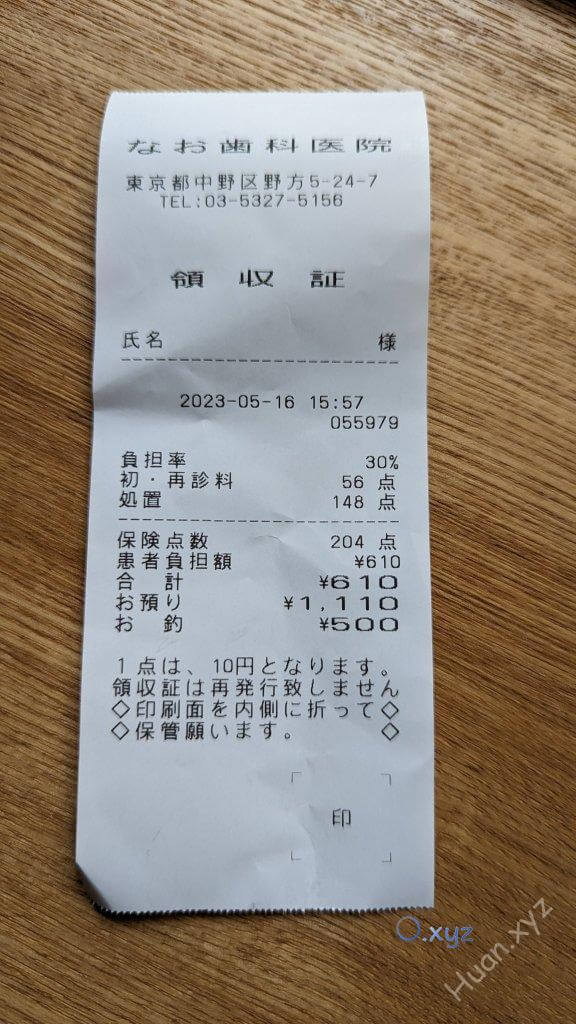 なお歯科医院
東京都中野区野方5-24-7
TEL:03-5327-5156
領 収 証
氏名 様
2023-05-16 15:57
055979
負担率 30%
初・再診料 56 点
処置 148 点
保険点数 204 点
患者負担額 ¥610
合 計 ¥610
お預り ¥1,110
お 釣 ¥500
1点は、10円となります。
領収証は再発行致しません
◇印刷面を内側に折って◇
◇保管願います。 ◇
印
O.xyz
Huan.xyz